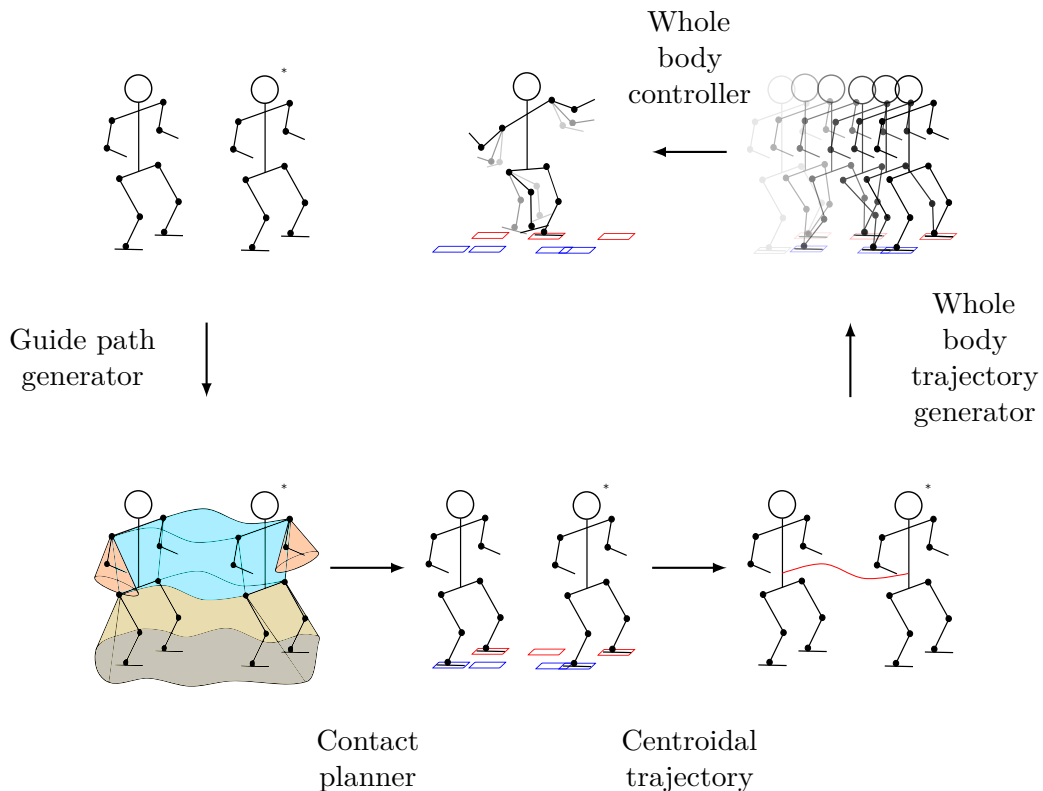 Whole
body
controller
*
Guide path
generator
Whole
body
trajectory
generator
*
*
*
Contact
planner
Centroidal
trajectory